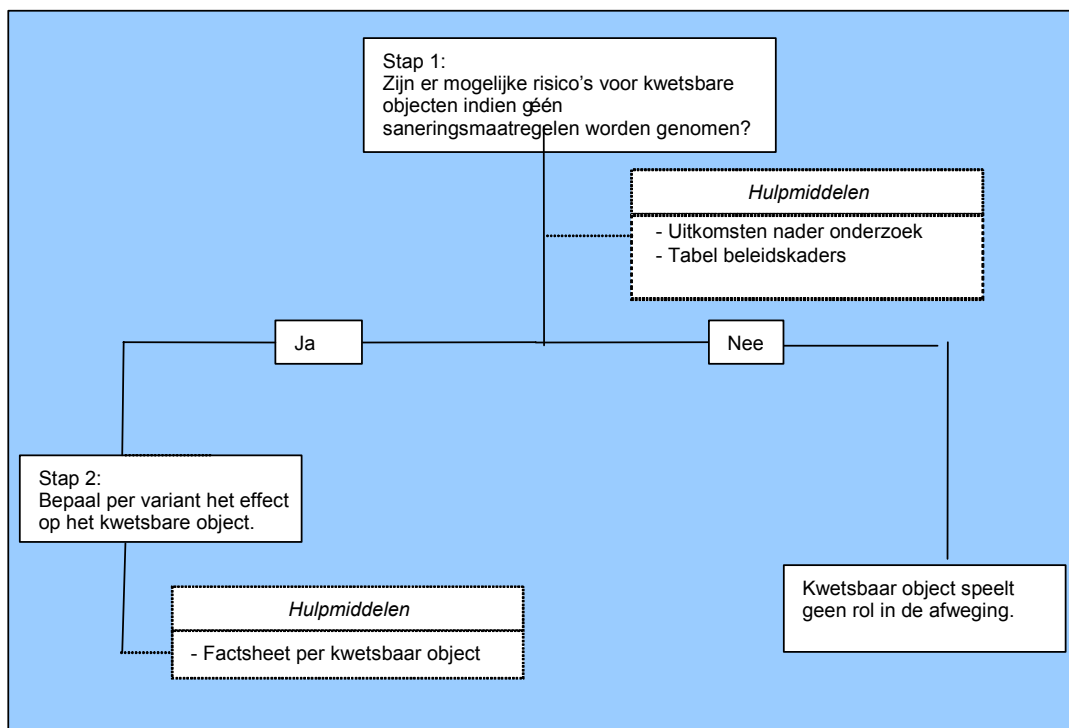 Stap 1:
Zijn er mogelijke risico's voor kwetsbare
objecten indien géén
saneringsmaatregelen worden genomen?
Hulpmiddelen
- Uitkomsten nader onderzoek
- Tabel beleidskaders
Ja
Nee
Stap 2:
Bepaal per variant het effect
op het kwetsbare object.
Hulpmiddelen
- Factsheet per kwetsbaar object
Kwetsbaar object speelt
geen rol in de afweging.